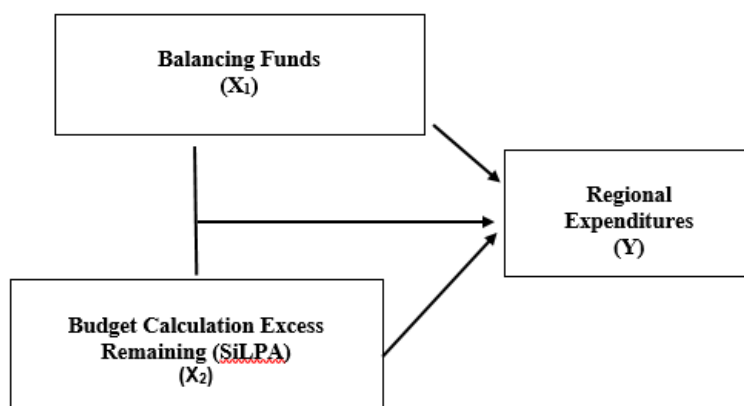 Balancing Funds
(X₁)
Regional
Expenditures
(Y)
Budget Calculation Excess
Remaining (SiLPA)
(X₂)